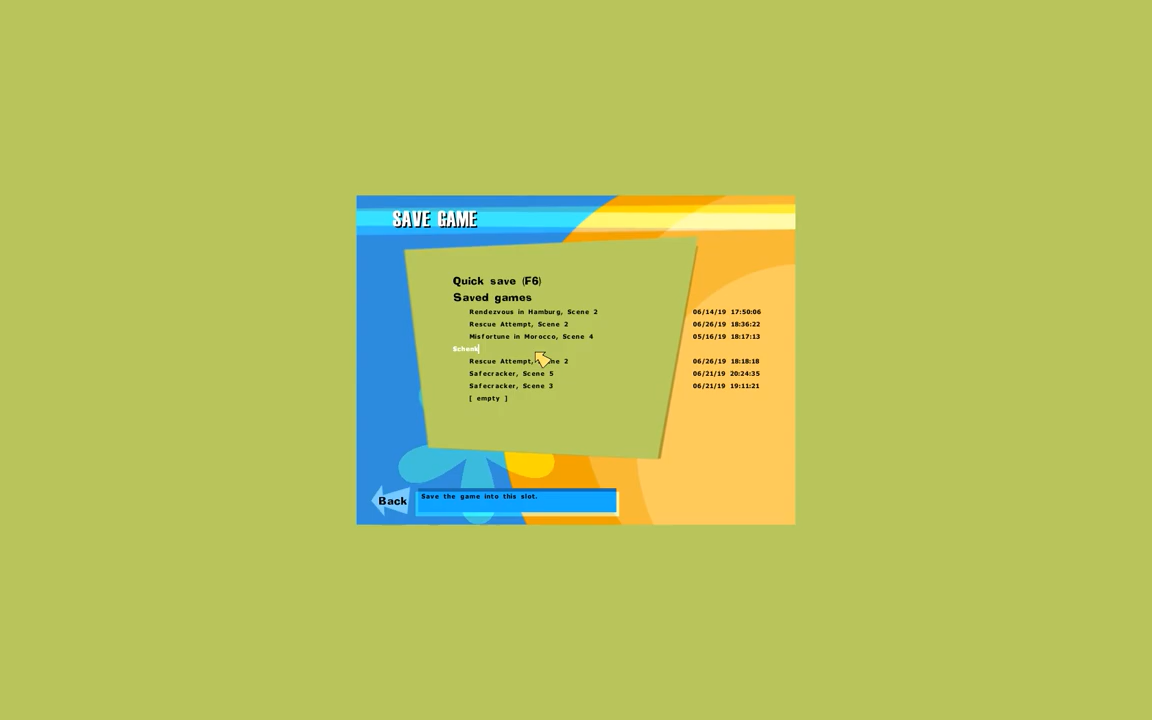 SAVE GAME
Quick save (F6)
Saved games
Rendezvous in Hamburg, Scene 2 06/14/19 17:50:06
Rescue Attempt, Scene 2 06/26/19 18:36:22
Misfortune in Morocco, Scene 4 05/16/19 18:17:13
Schenk
Rescue Attempt, ne 2 06/26/19 18:18:18
Safecracker, Scene 5 06/21/19 20:24:35
Safecracker, Scene 3 06/21/19 19:11:21
[ empty ]
Back
Save the game into this slot.